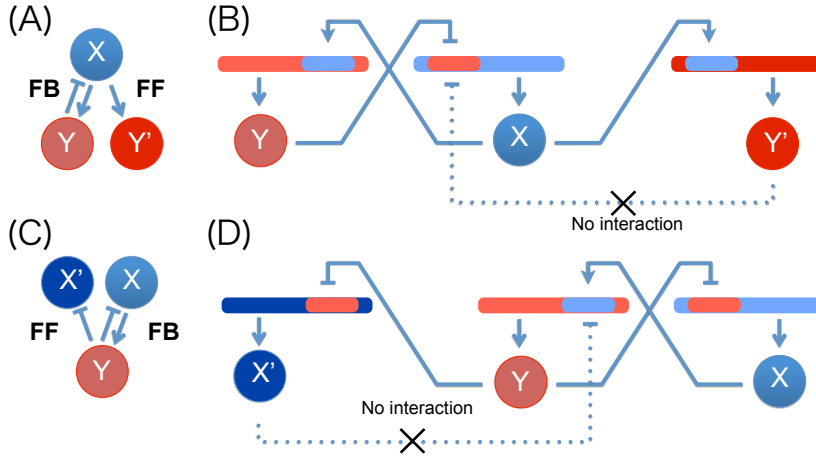 (A)
X
FB
FF
Y
Y'
(B)
Y
X
Y'
No interaction
(C)
X'
X
FF
FB
Y
(D)
X'
Y
X
No interaction